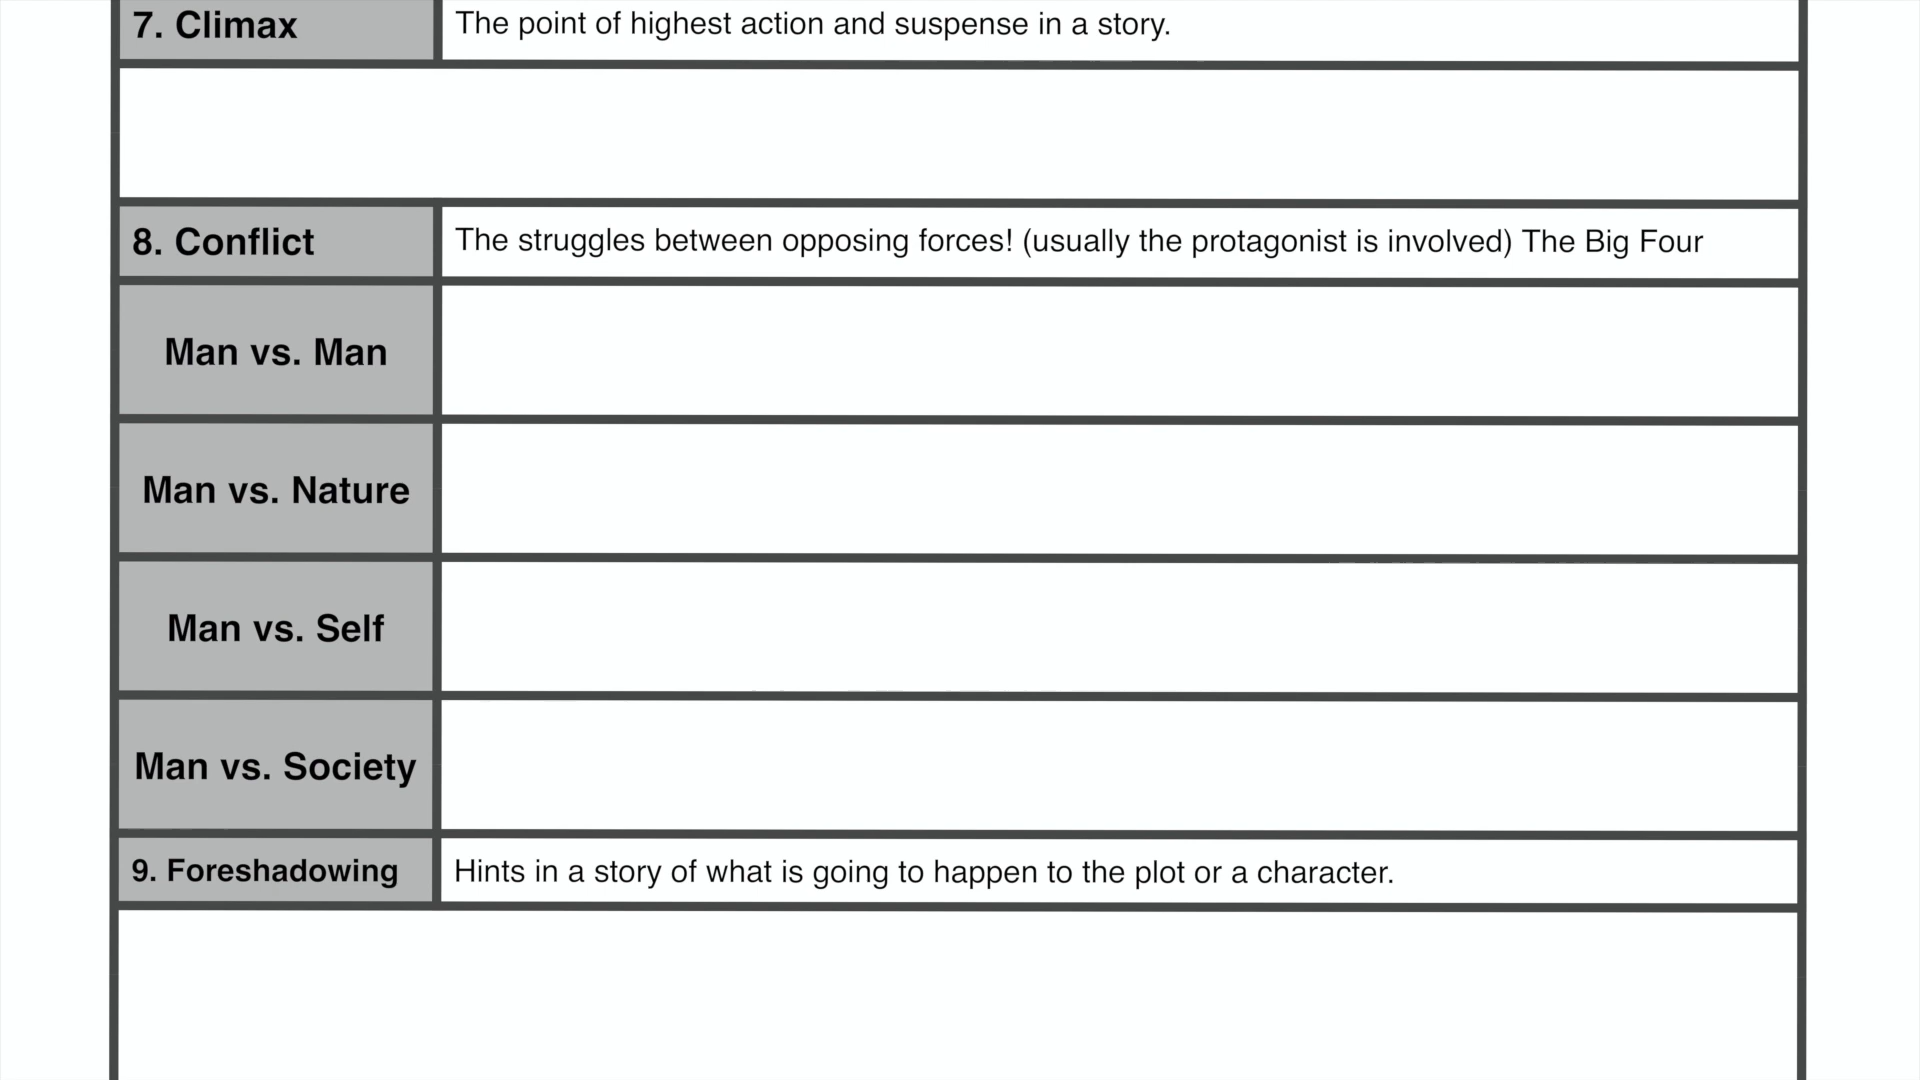 7. Climax The point of highest action and suspense in a story.
8. Conflict The struggles between opposing forces! (usually the protagonist is involved) The Big Four
Man vs. Man
Man vs. Nature
Man vs. Self
Man vs. Society
9. Foreshadowing Hints in a story of what is going to happen to the plot or a character.